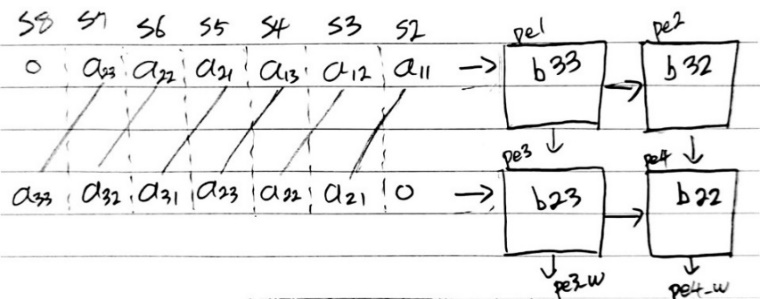 S8 S7 S6 S5 S4 S3 S2 pe1 pe2
0 a23 a22 a21 a13 a12 a11 b33 b32
pe3 pe4
a33 a32 a31 a23 a22 a21 0 b23 b22
pe3_w pe4_w